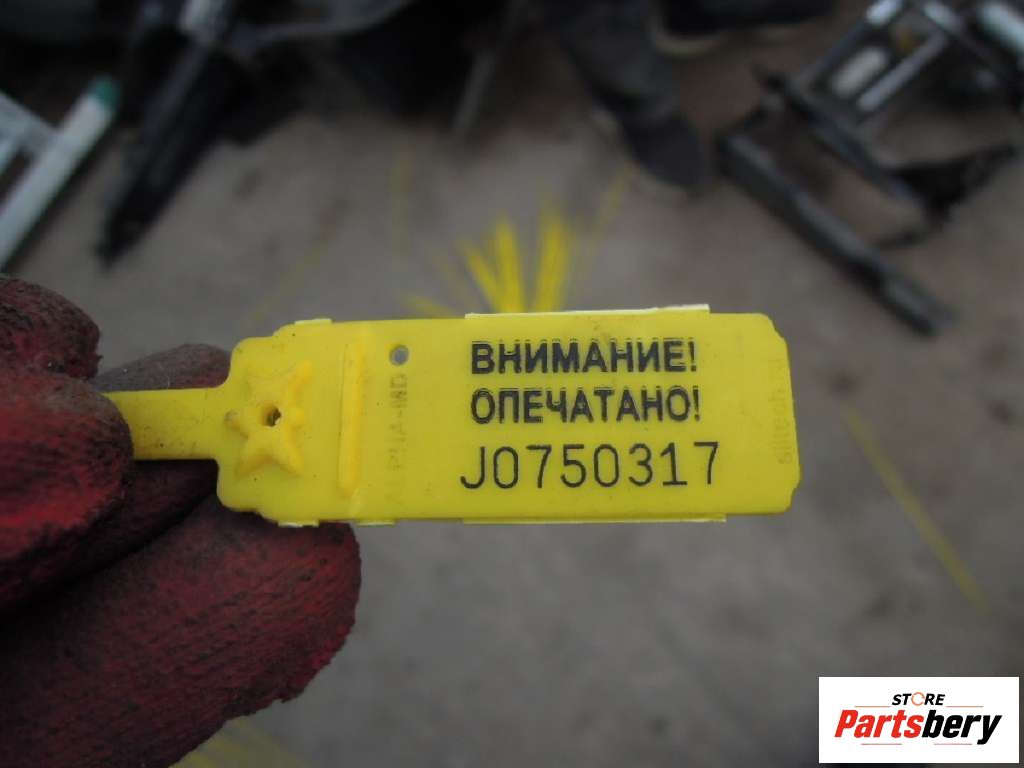 ВНИМАНИЕ!
ОПЕЧАТАНО!
J0750317
STORE
Partsbery